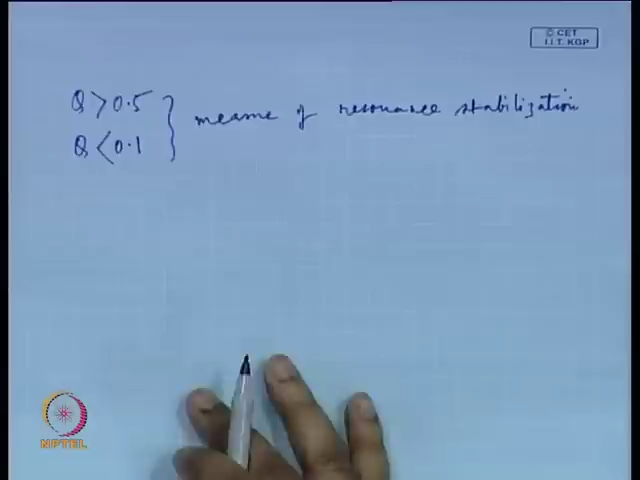 © CET
I.I.T. KGP
Q > 0.5 } measure of resonance stabilization
Q < 0.1
NPTEL